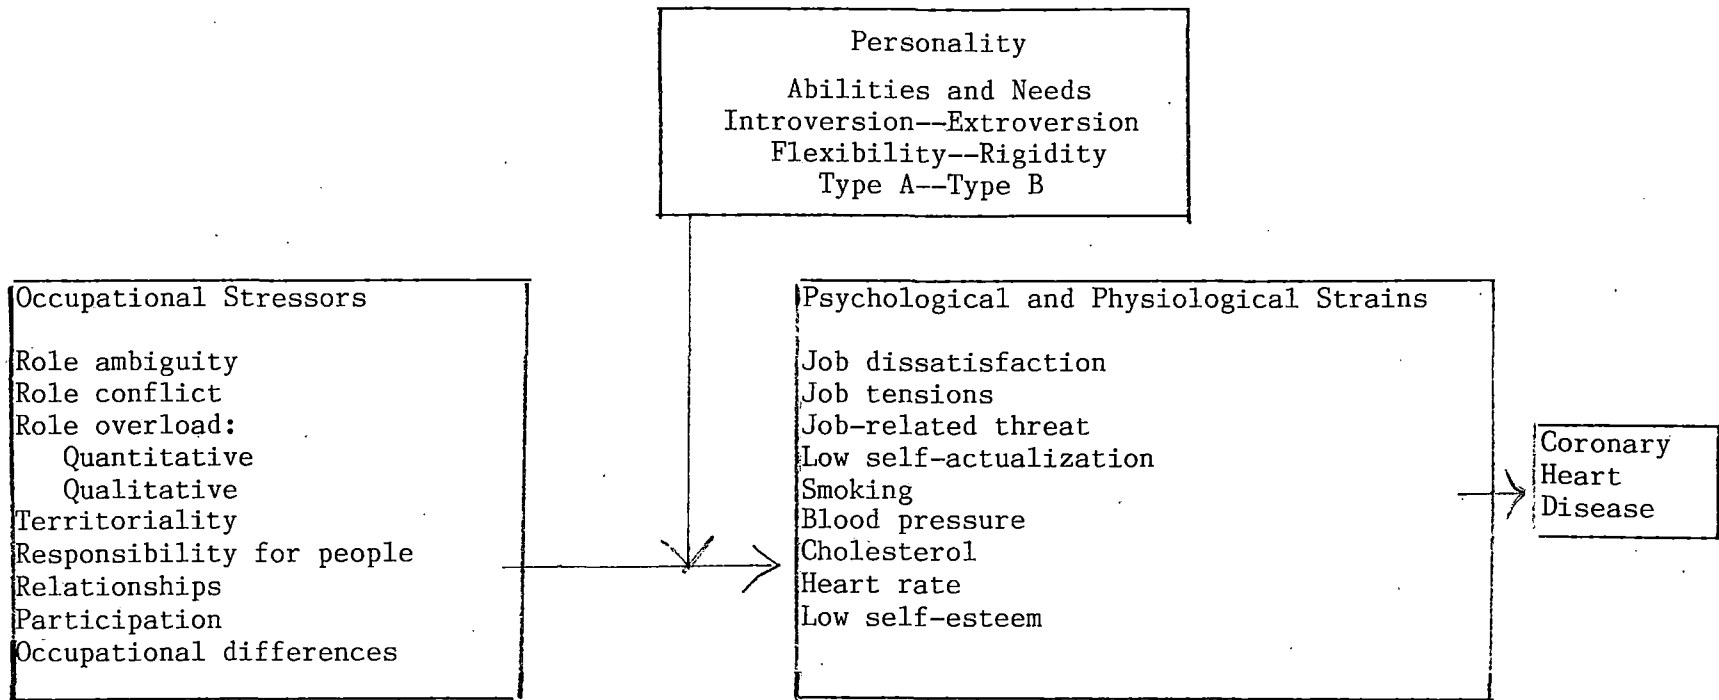 Personality
Abilities and Needs
Introversion--Extroversion
Flexibility--Rigidity
Type A--Type B
Occupational Stressors
Role ambiguity
Role conflict
Role overload:
Quantitative
Qualitative
Territoriality
Responsibility for people
Relationships
Participation
Occupational differences
Psychological and Physiological Strains
Job dissatisfaction
Job tensions
Job-related threat
Low self-actualization
Smoking
Blood pressure
Cholesterol
Heart rate
Low self-esteem
Coronary
Heart
Disease